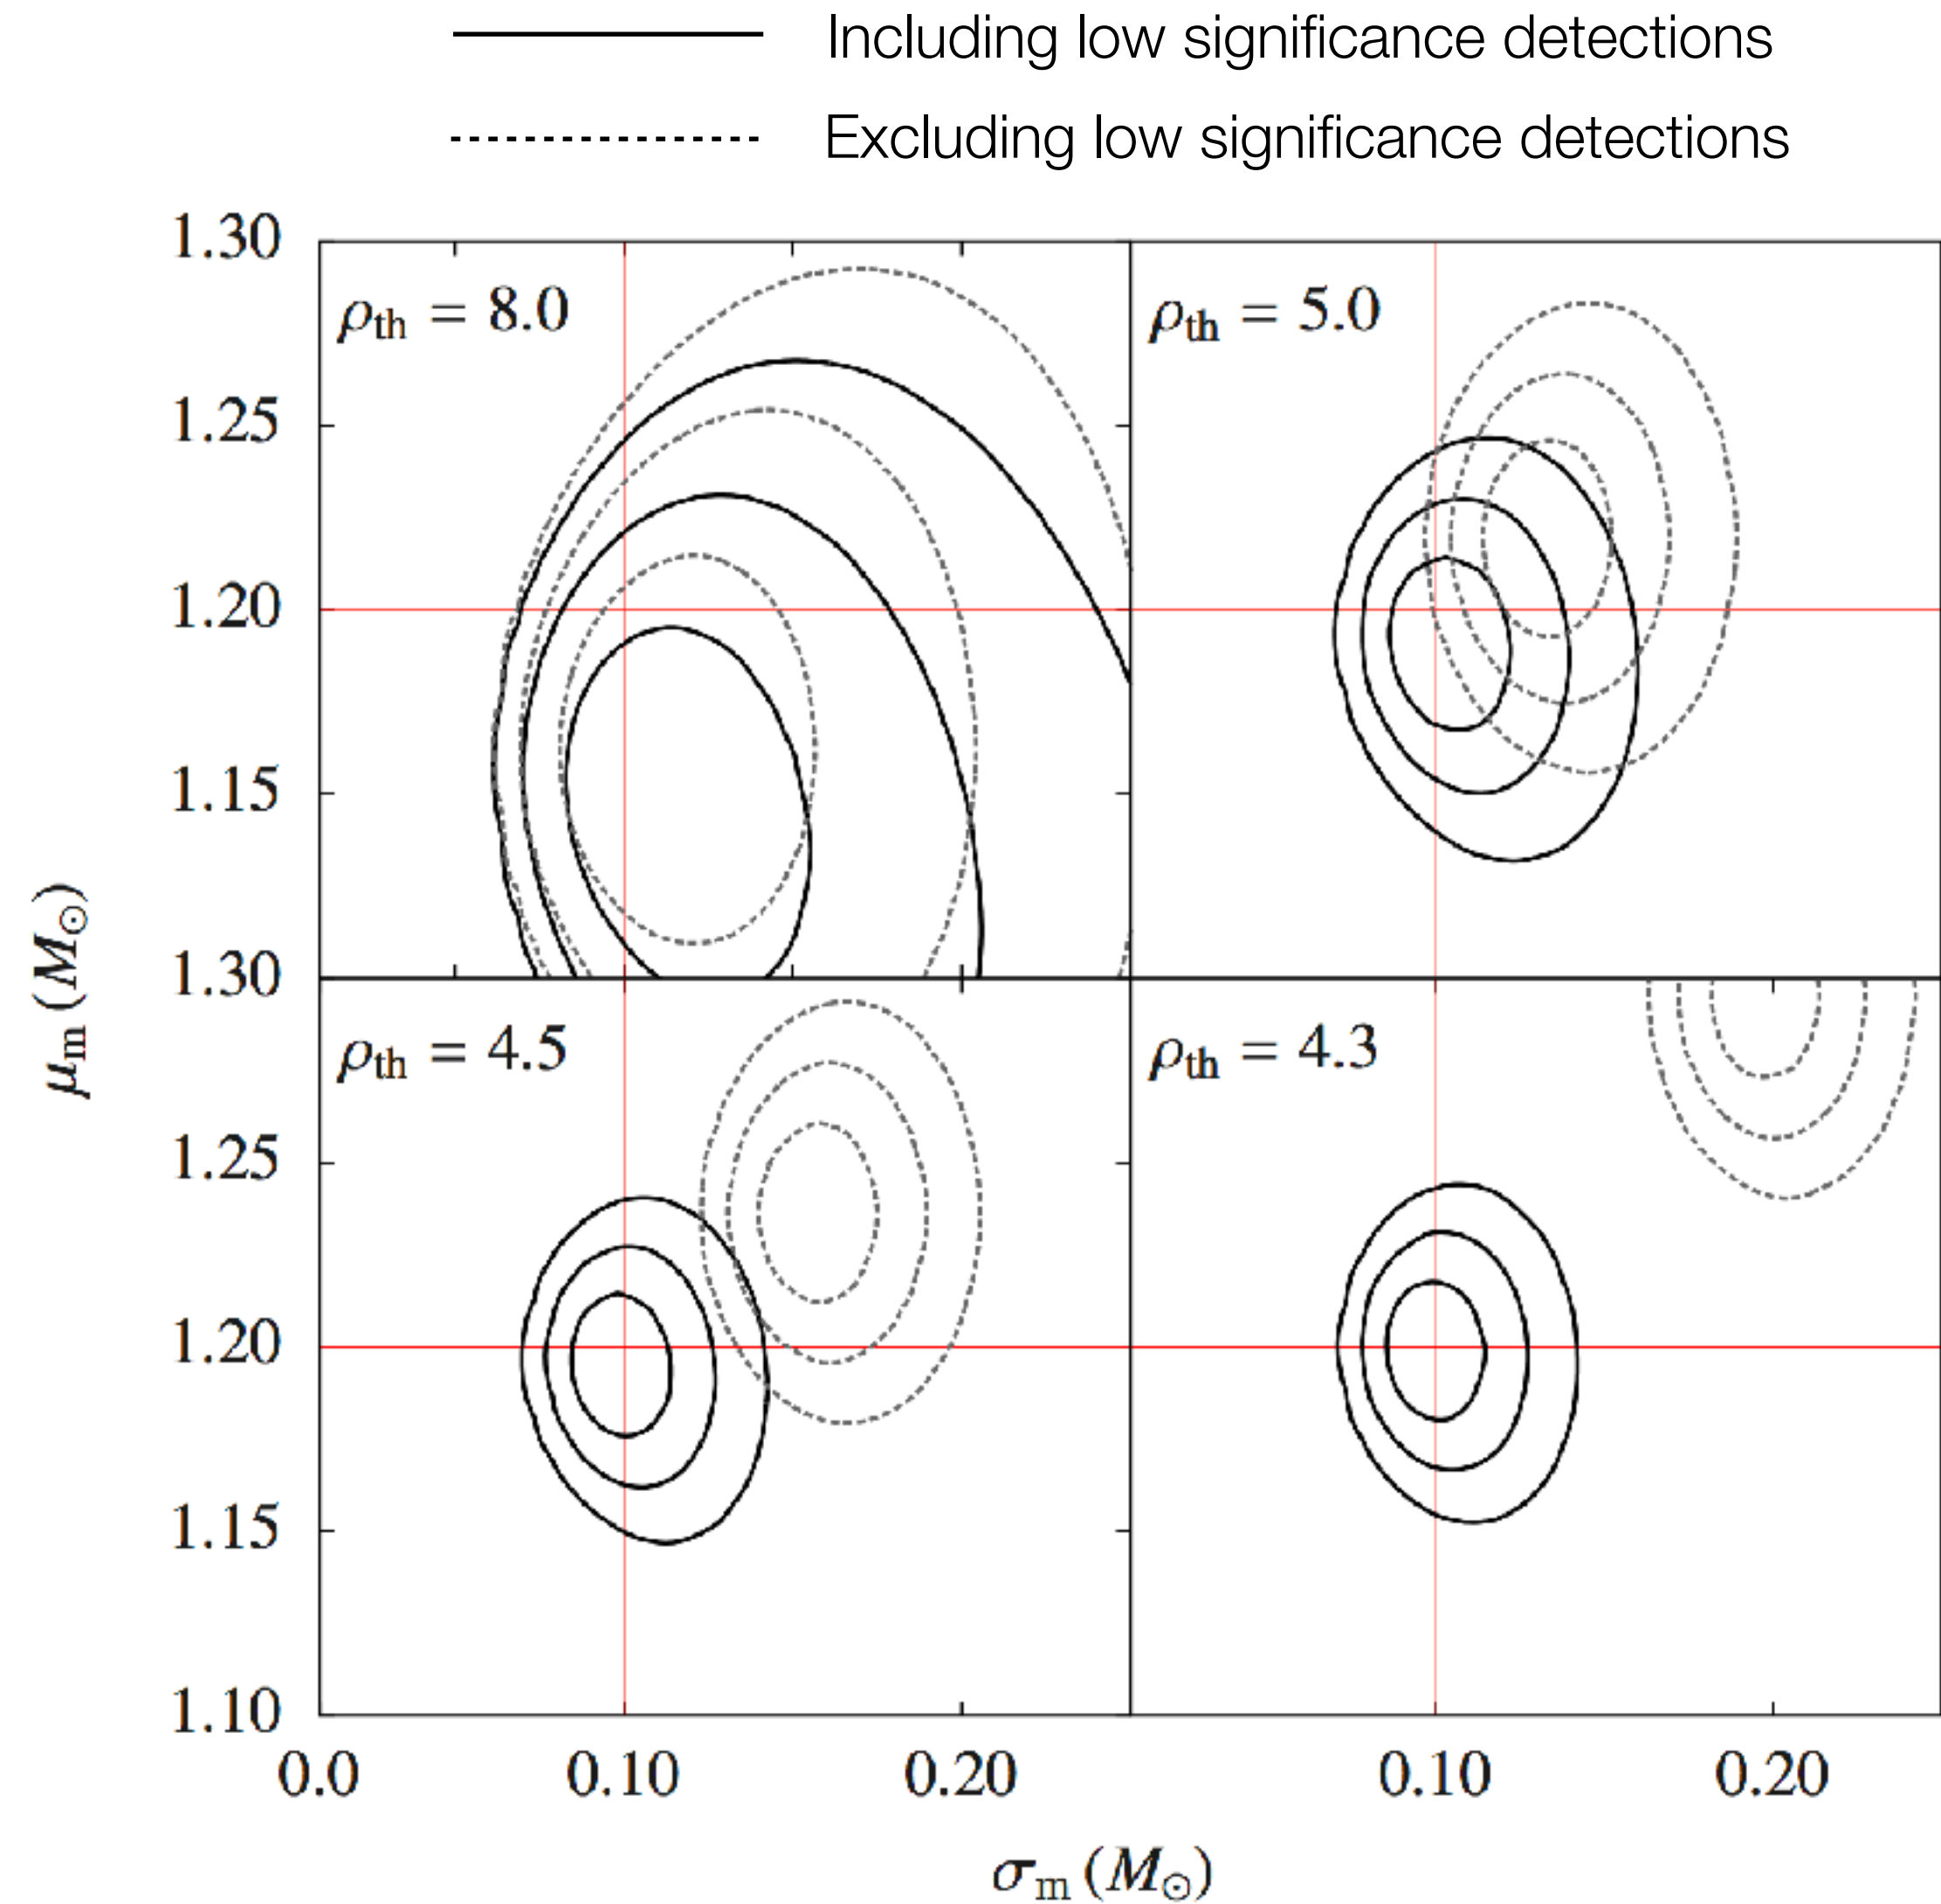 Including low significance detections
Excluding low significance detections
1.30
1.25
1.20
1.15
1.30
1.25
1.20
1.15
1.10
ρth = 8.0
ρth = 5.0
ρth = 4.5
ρth = 4.3
μm (M⊙)
0.0 0.10 0.20 0.10 0.20
σm (M⊙)